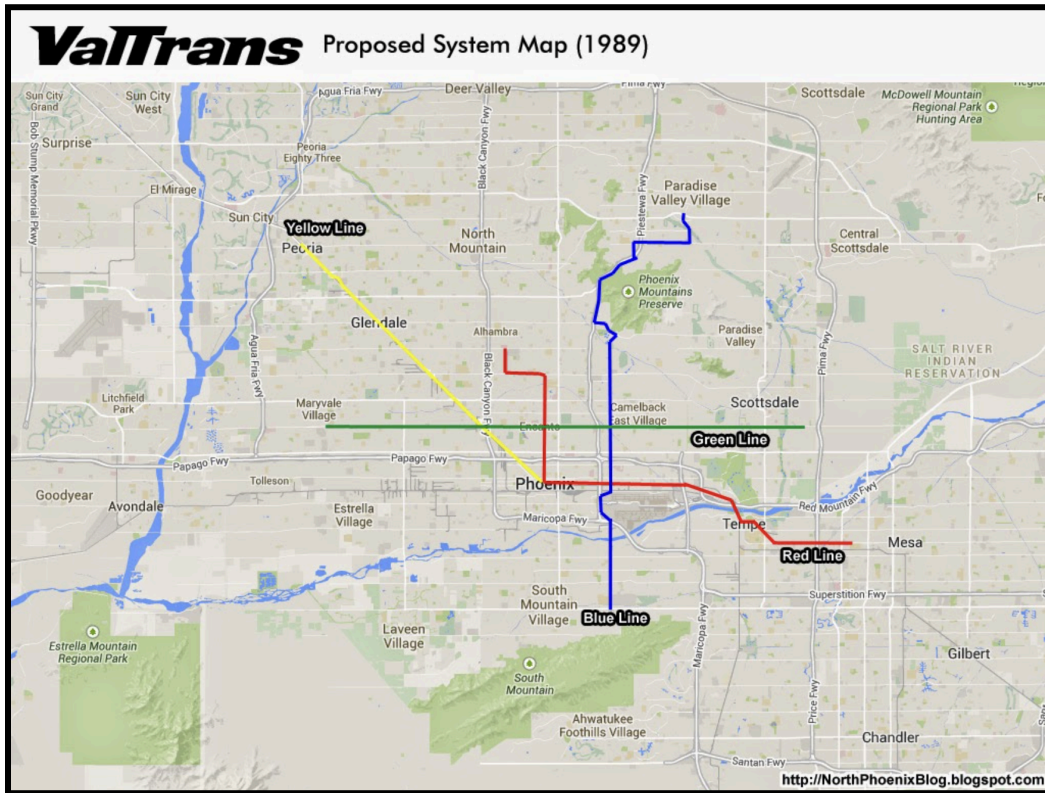 ValTrans Proposed System Map (1989)
Sun City
Grand
Sun City
West
Agua Fria Fwy
Deer Valley
Pima Fwy
Scottsdale
McDowell Mountain
Regional Park
Hunting Area
Surprise
Bob Stump Memorial Pkwy
Peoria
Eighty Three
Black Canyon Fwy
El Mirage
Sun City
Yellow Line
Peoria
North
Mountain
Piestewa Fwy
Paradise
Valley Village
Central
Scottsdale
Phoenix
Mountains
Preserve
Glendale
Alhambra
Paradise
Valley
Pima Fwy
SALT RIVER
INDIAN
RESERVATION
Agua Fria Fwy
Black Canyon Fwy
Litchfield
Park
Maryvale
Village
Encanto
Camelback
East Village
Scottsdale
Green Line
Papago Fwy
Papago Fwy
Tolleson
Goodyear
Avondale
Phoenix
Estrella
Village
Maricopa Fwy
Red Mountain Fwy
Tempe
Mesa
Red Line
South
Mountain
Village
Blue Line
Superstition Fwy
Laveen
Village
Estrella Mountain
Regional Park
South
Mountain
Maricopa Fwy
Gilbert
Price Fwy
Ahwatukee
Foothills Village
Chandler
Santan Fwy
http://NorthPhoenixBlog.blogspot.com